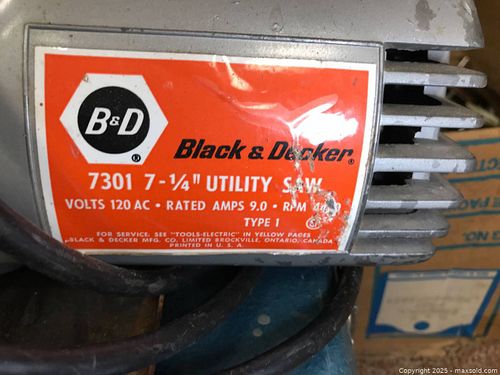 B&D
Black & Decker
7301 7-1/4" UTILITY SAW
VOLTS 120 AC • RATED AMPS 9.0 • RPM
TYPE 1
FOR SERVICE. SEE "TOOLS-ELECTRIC" IN YELLOW PAGES
BLACK & DECKER MFG. CO. LIMITED BROCKVILLE, ONTARIO, CANADA
PRINTED IN U.S.A.
Copyright © 2025 - maxsold.com